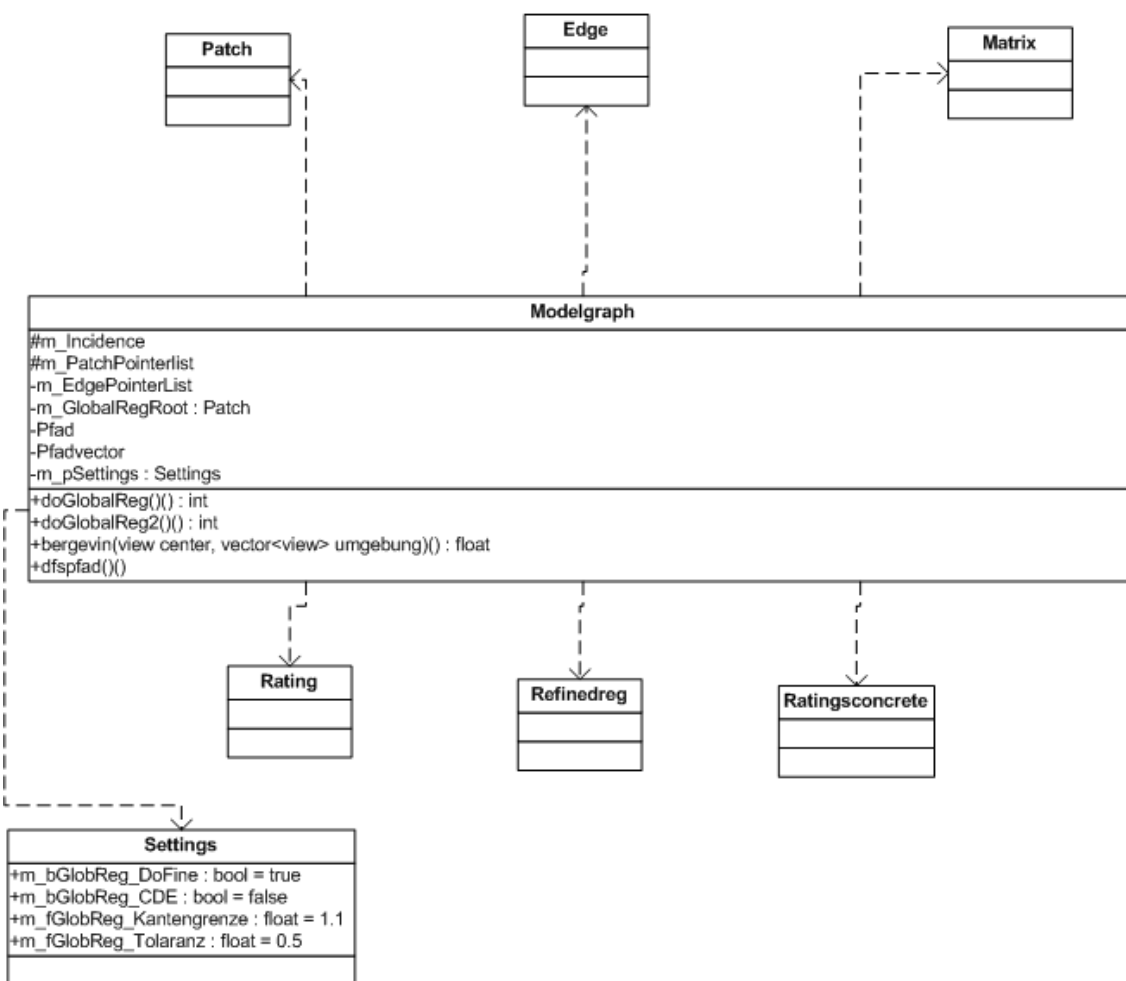 Patch
Edge
Matrix
Modelgraph
#m_Incidence
#m_PatchPointerlist
-m_EdgePointerList
-m_GlobalRegRoot : Patch
-Pfad
-Pfadvector
-m_pSettings : Settings
+doGlobalReg()() : int
+doGlobalReg2()() : int
+bergevin(view center, vector<view> umgebung)() : float
+dfspfad()()
Rating
Refinedreg
Ratingsconcrete
Settings
+m_bGlobReg_DoFine : bool = true
+m_bGlobReg_CDE : bool = false
+m_fGlobReg_Kantengrenze : float = 1.1
+m_fGlobReg_Tolaranz : float = 0.5